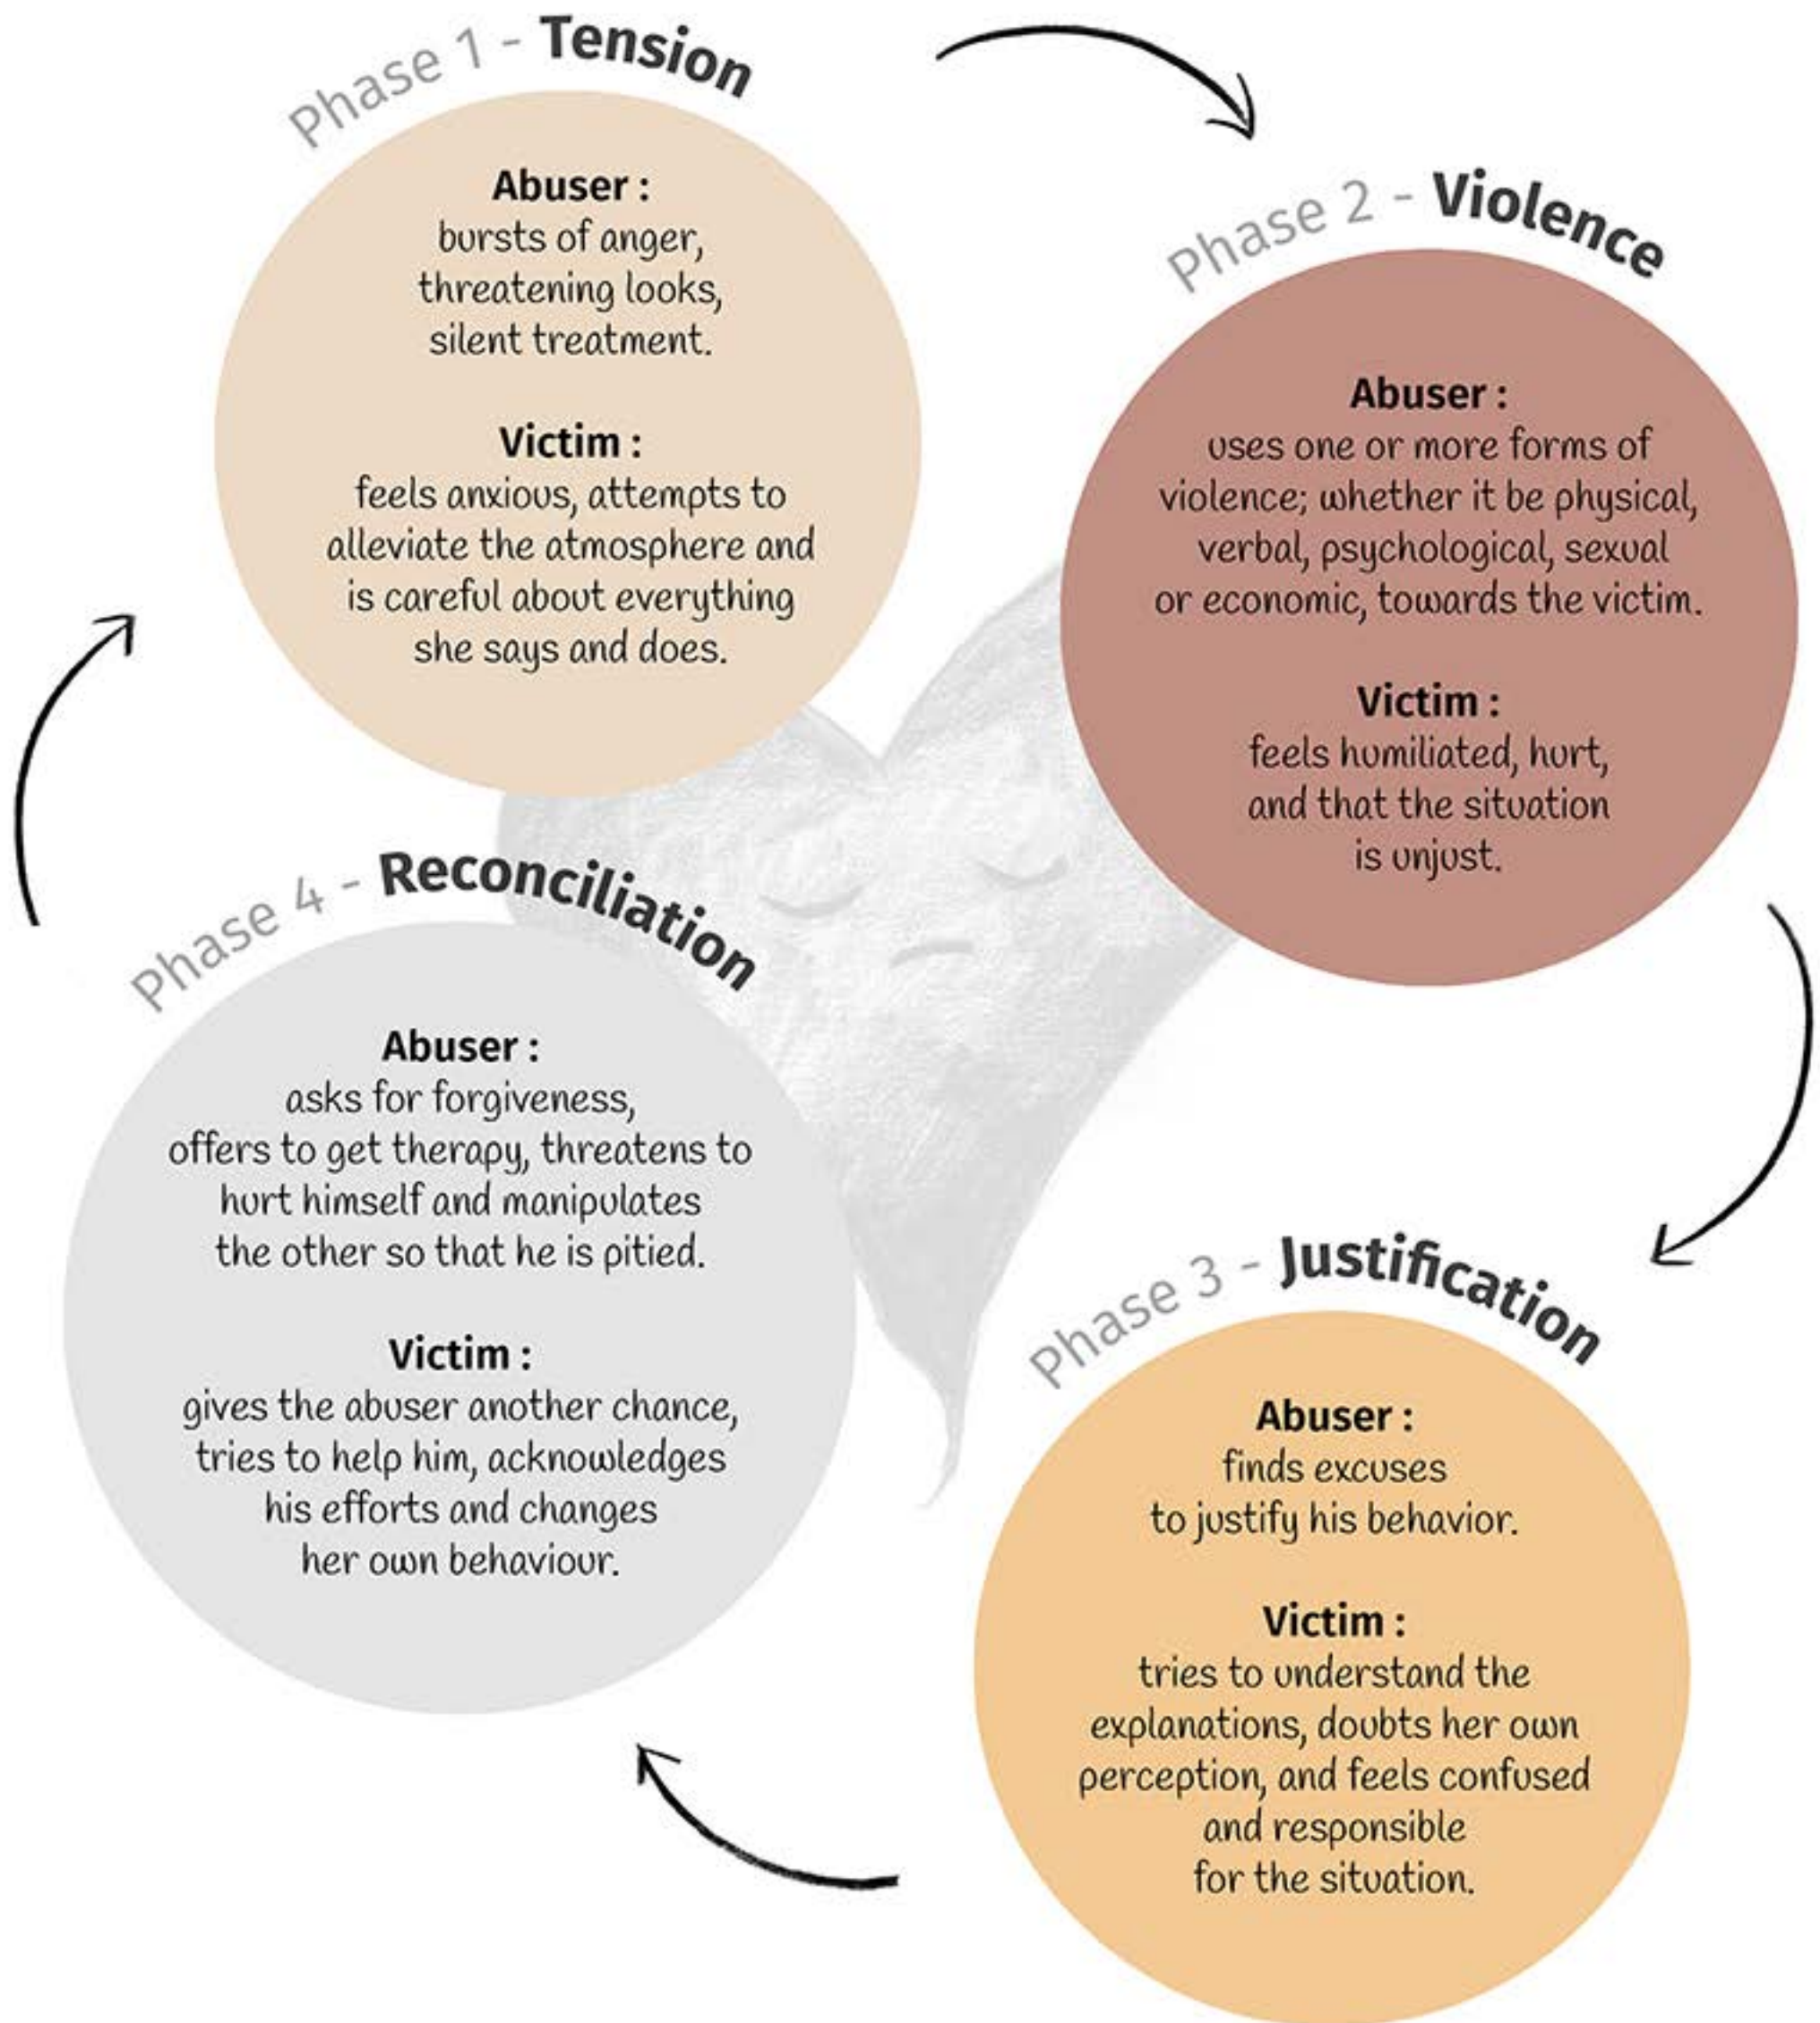 Phase 1 - Tension
Abuser :
bursts of anger,
threatening looks,
silent treatment.
Victim :
feels anxious, attempts to
alleviate the atmosphere and
is careful about everything
she says and does.
Phase 2 - Violence
Abuser :
uses one or more forms of
violence; whether it be physical,
verbal, psychological, sexual
or economic, towards the victim.
Victim :
feels humiliated, hurt,
and that the situation
is unjust.
Phase 3 - Justification
Abuser :
finds excuses
to justify his behavior.
Victim :
tries to understand the
explanations, doubts her own
perception, and feels confused
and responsible
for the situation.
Phase 4 - Reconciliation
Abuser :
asks for forgiveness,
offers to get therapy, threatens to
hurt himself and manipulates
the other so that he is pitied.
Victim :
gives the abuser another chance,
tries to help him, acknowledges
his efforts and changes
her own behaviour.